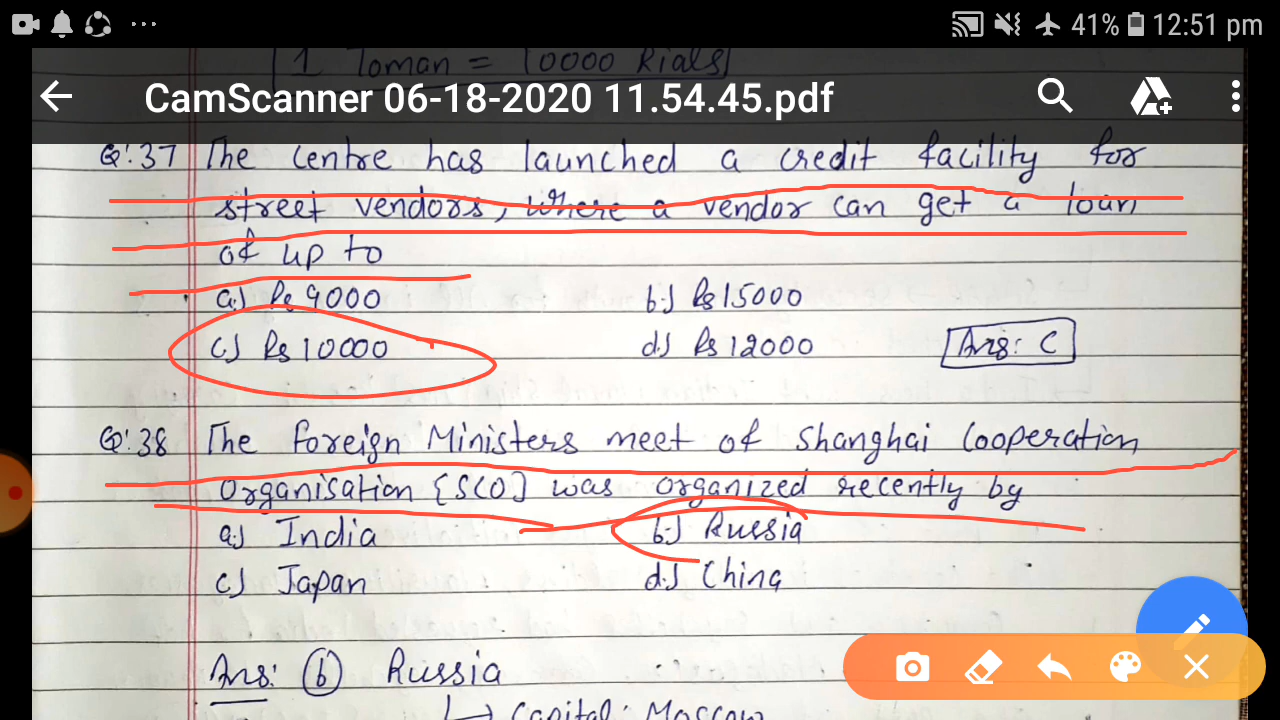 41% 12:51 pm
1 Toman = 10000 Rials
CamScanner 06-18-2020 11.54.45.pdf
Q:37 The Centre has launched a credit facility for
street vendors, where a vendor can get a loan
of up to
a.) Rs 9000 b.) Rs 15000
c.) Rs 10000 d.) Rs 12000 Ans: C
Q:38 The foreign Ministers meet of Shanghai Cooperation
Organisation [SCO] was organized recently by
a.) India b.) Russia
c.) Japan d.) China
Ans: (b) Russia
↳ Capital: Moscow